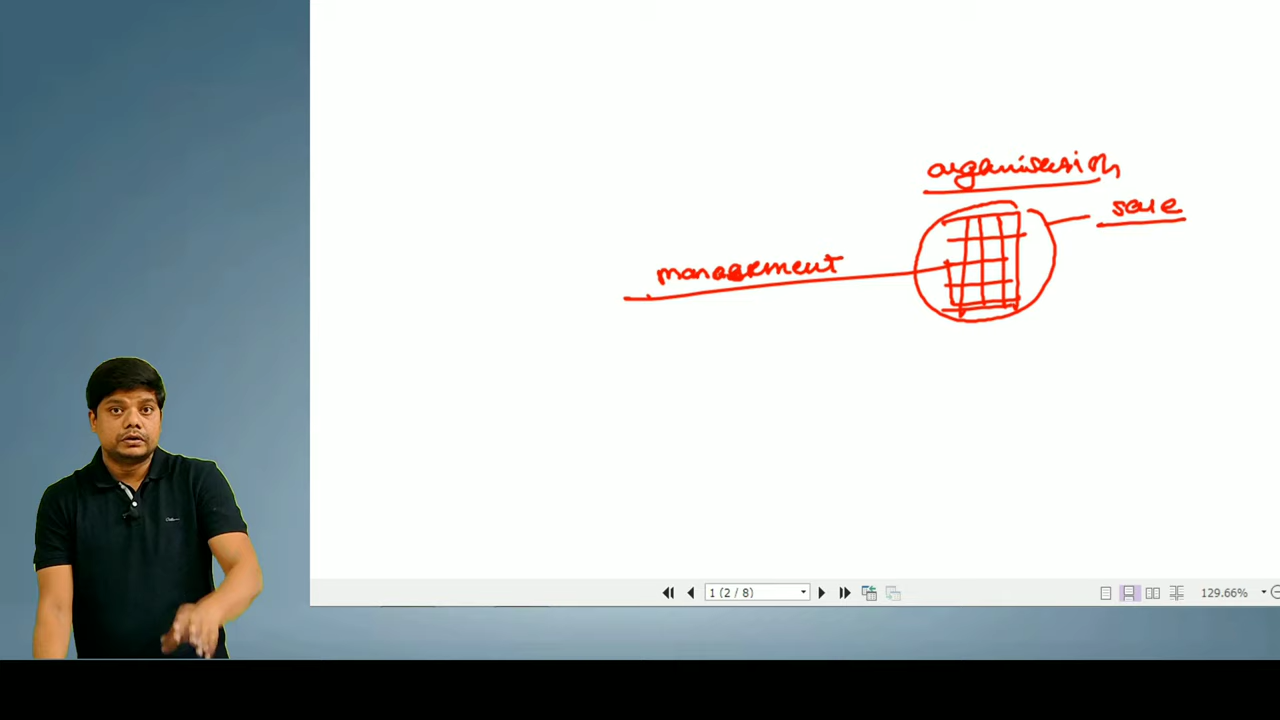 organisation
sale
management
1 (2 / 8)
129.66%